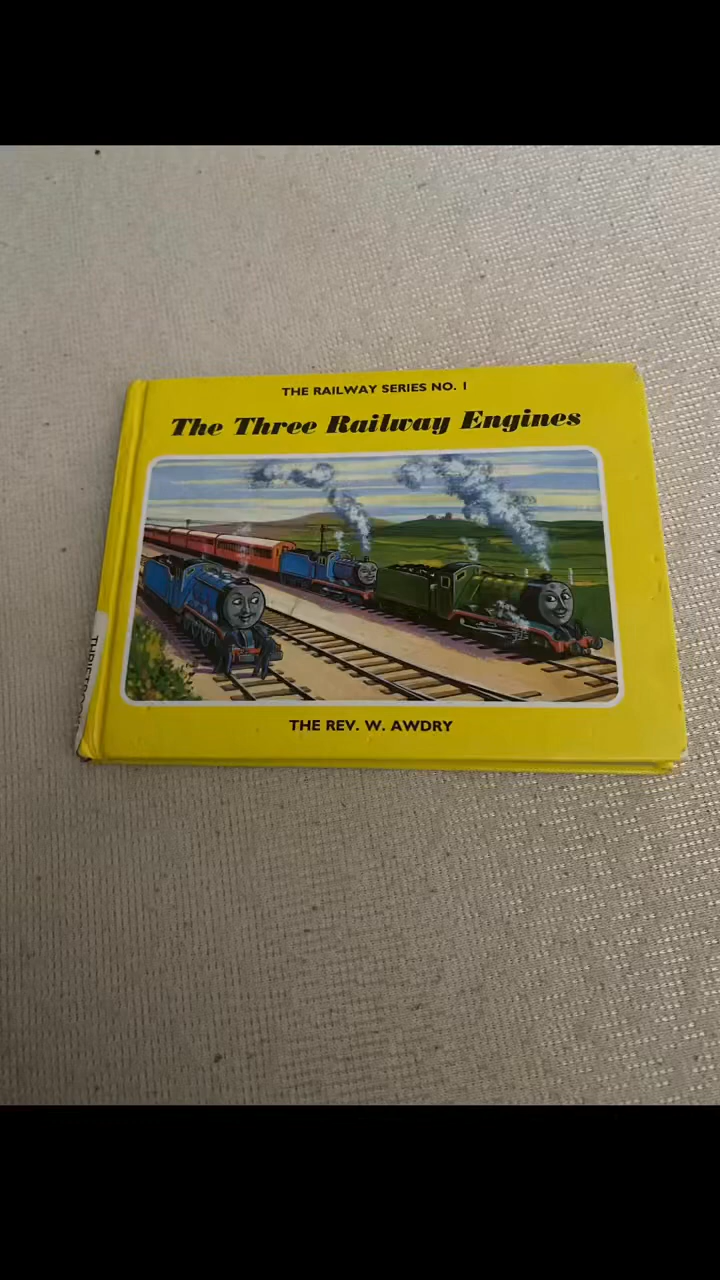 THE RAILWAY SERIES NO. 1
The Three Railway Engines
THE REV. W. AWDRY